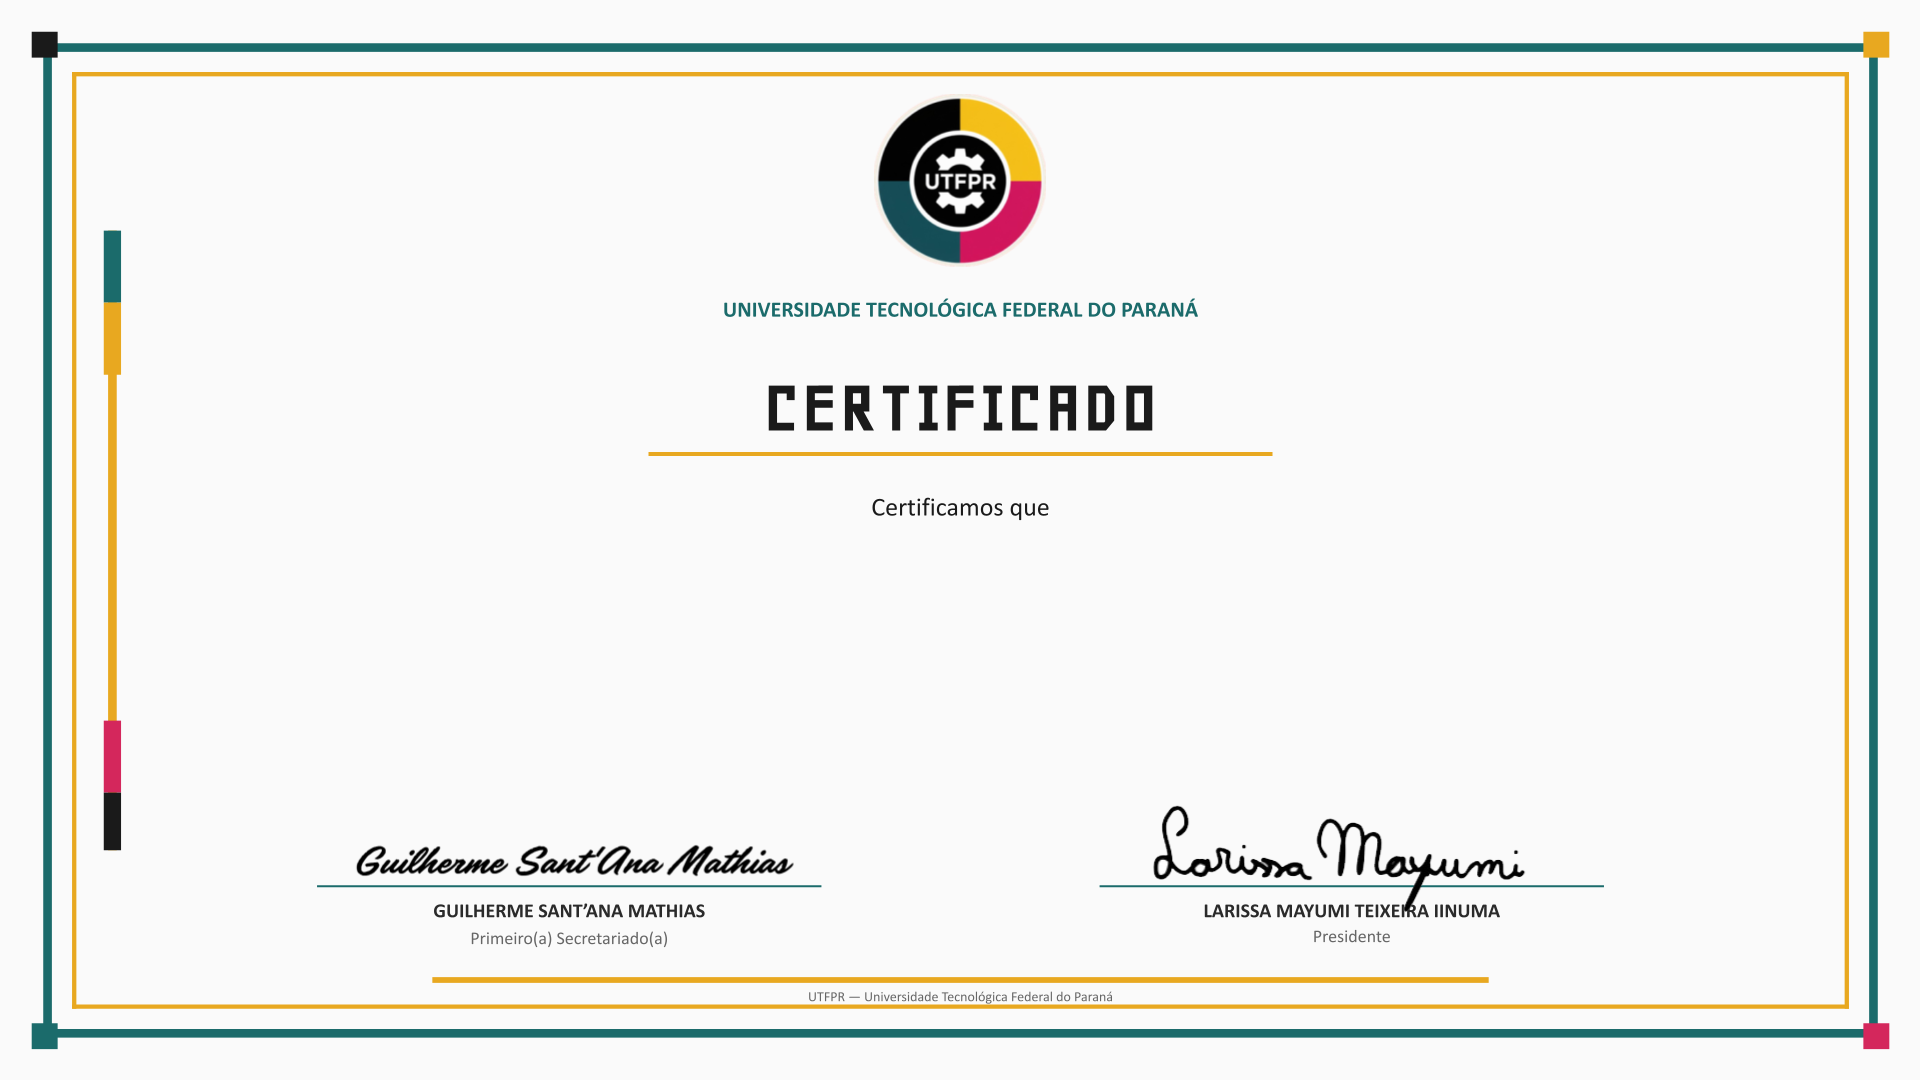 UTFPR
UNIVERSIDADE TECNOLÓGICA FEDERAL DO PARANÁ
CERTIFICADO
Certificamos que
Guilherme Sant'Ana Mathias
GUILHERME SANT’ANA MATHIAS
Primeiro(a) Secretariado(a)
Larissa Mayumi
LARISSA MAYUMI TEIXEIRA IINUMA
Presidente
UTFPR — Universidade Tecnológica Federal do Paraná